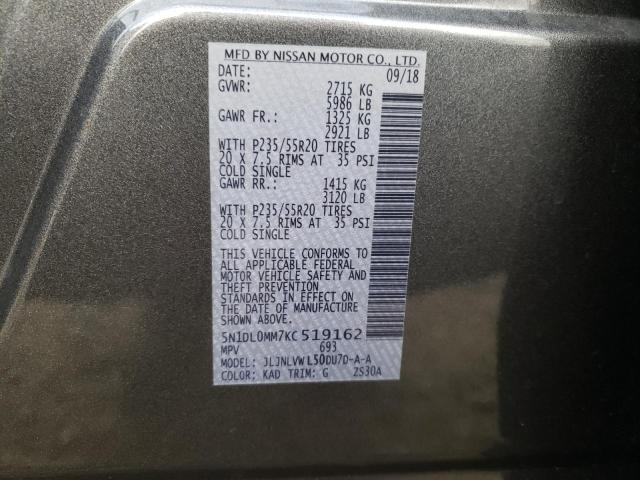 MFD BY NISSAN MOTOR CO., LTD.
DATE: 09/18
GVWR: 2715 KG
5986 LB
GAWR FR.: 1325 KG
2921 LB
WITH P235/55R20 TIRES
20 X 7.5 RIMS AT 35 PSI
COLD SINGLE
GAWR RR.: 1415 KG
3120 LB
WITH P235/55R20 TIRES
20 X 7.5 RIMS AT 35 PSI
COLD SINGLE
THIS VEHICLE CONFORMS TO
ALL APPLICABLE FEDERAL
MOTOR VEHICLE SAFETY AND
THEFT PREVENTION
STANDARDS IN EFFECT ON
THE DATE OF MANUFACTURE
SHOWN ABOVE.
5N1DL0MM7KC519162
MPV 693
MODEL: JLJNLVWL50DU7D-A-A
COLOR: KAD TRIM: G 2S30A